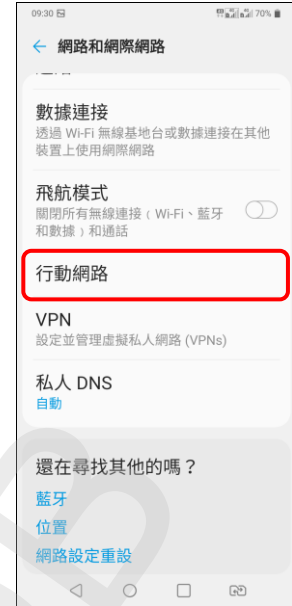 09:30
70%
← 網路和網際網路
數據連接
透過 Wi-Fi 無線基地台或數據連接在其他
裝置上使用網際網路
飛航模式
關閉所有無線連接﹙Wi-Fi、藍牙
和數據﹚和通話
行動網路
VPN
設定並管理虛擬私人網路 (VPNs)
私人 DNS
自動
還在尋找其他的嗎？
藍牙
位置
網路設定重設